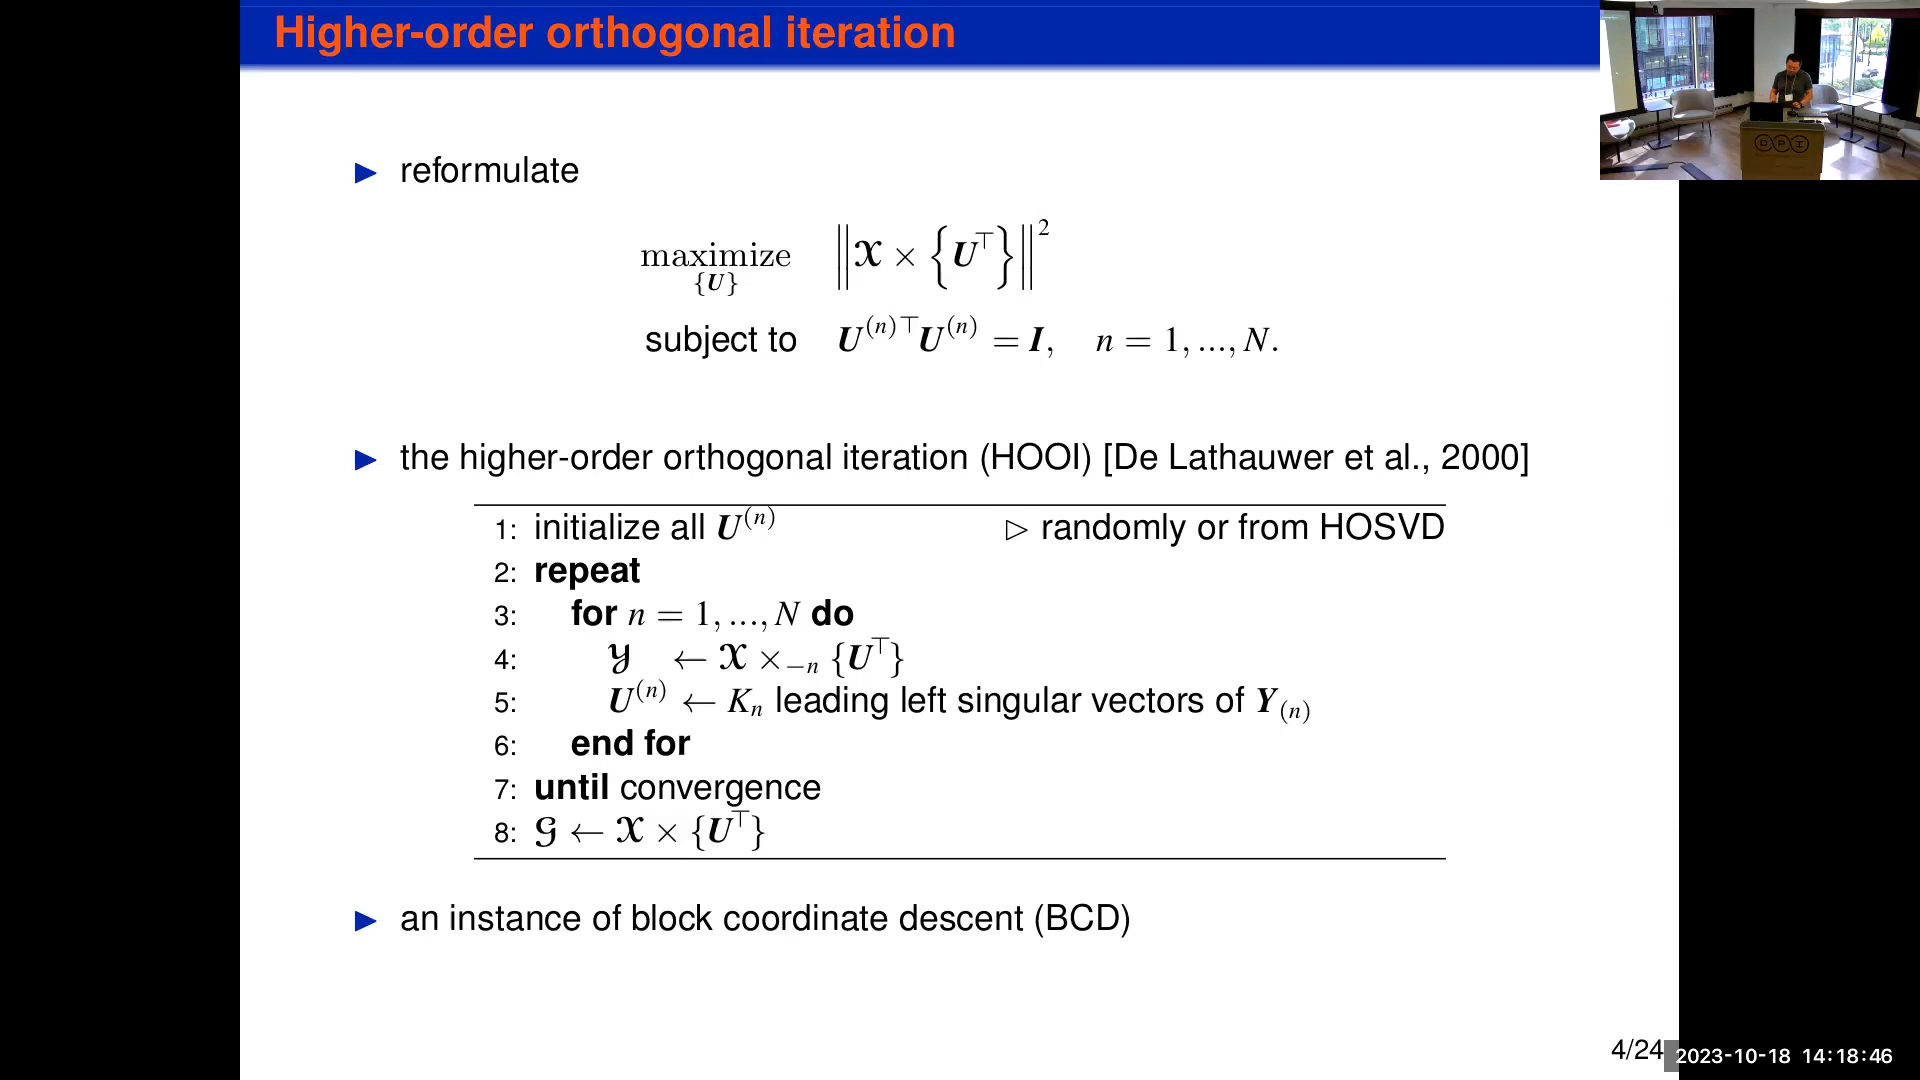 Higher-order orthogonal iteration
▶ reformulate
maximize ‖𝒳 × {U⊤}‖²
{U}
subject to U⁽ⁿ⁾⊤U⁽ⁿ⁾ = I, n = 1, ..., N.
▶ the higher-order orthogonal iteration (HOOI) [De Lathauwer et al., 2000]
1: initialize all U⁽ⁿ⁾ ▷ randomly or from HOSVD
2: repeat
3: for n = 1, ..., N do
4: 𝒴 ← 𝒳 ×₋ₙ {U⊤}
5: U⁽ⁿ⁾ ← Kₙ leading left singular vectors of Y₍ₙ₎
6: end for
7: until convergence
8: 𝒢 ← 𝒳 × {U⊤}
▶ an instance of block coordinate descent (BCD)
4/24
2023-10-18 14:18:46
DPI